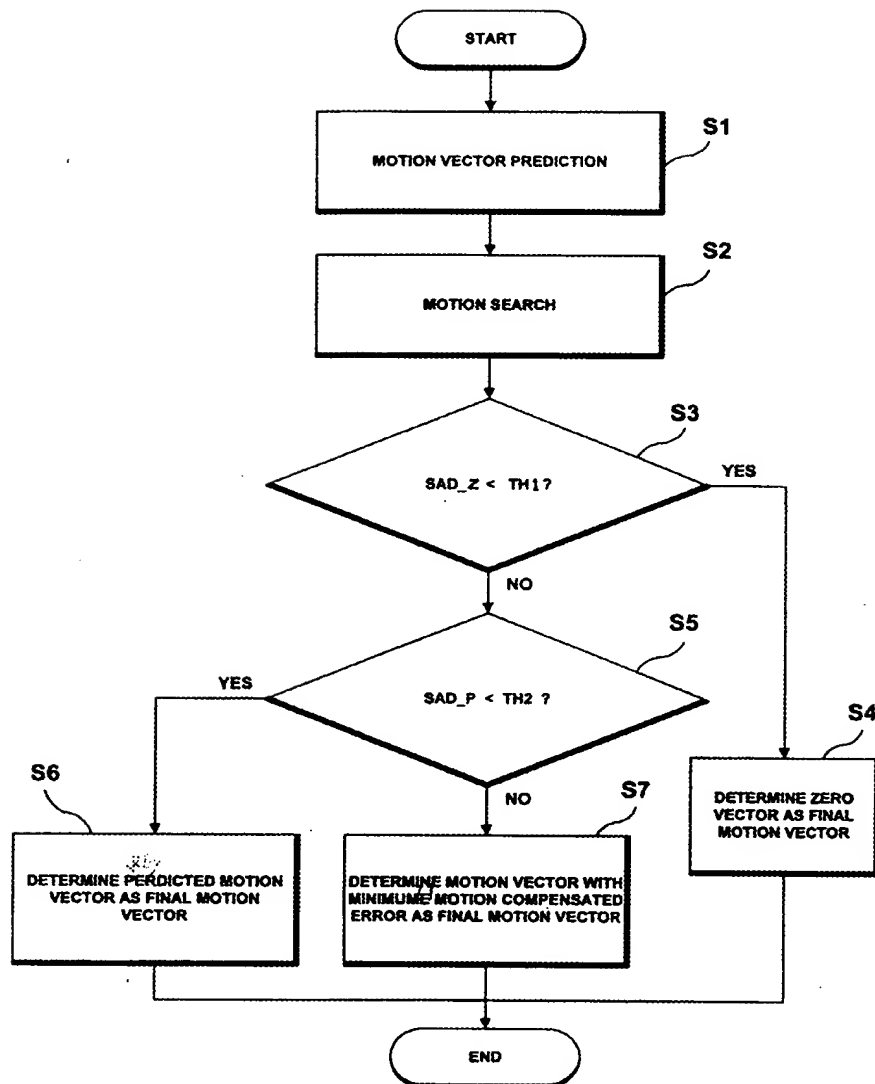 START
S1
MOTION VECTOR PREDICTION
S2
MOTION SEARCH
S3
SAD_Z < TH1?
YES
NO
S5
SAD_P < TH2 ?
YES
NO
S4
DETERMINE ZERO
VECTOR AS FINAL
MOTION VECTOR
S6
DETERMINE PERDICTED MOTION
VECTOR AS FINAL MOTION
VECTOR
S7
DETERMINE MOTION VECTOR WITH
MINIMUME MOTION COMPENSATED
ERROR AS FINAL MOTION VECTOR
END